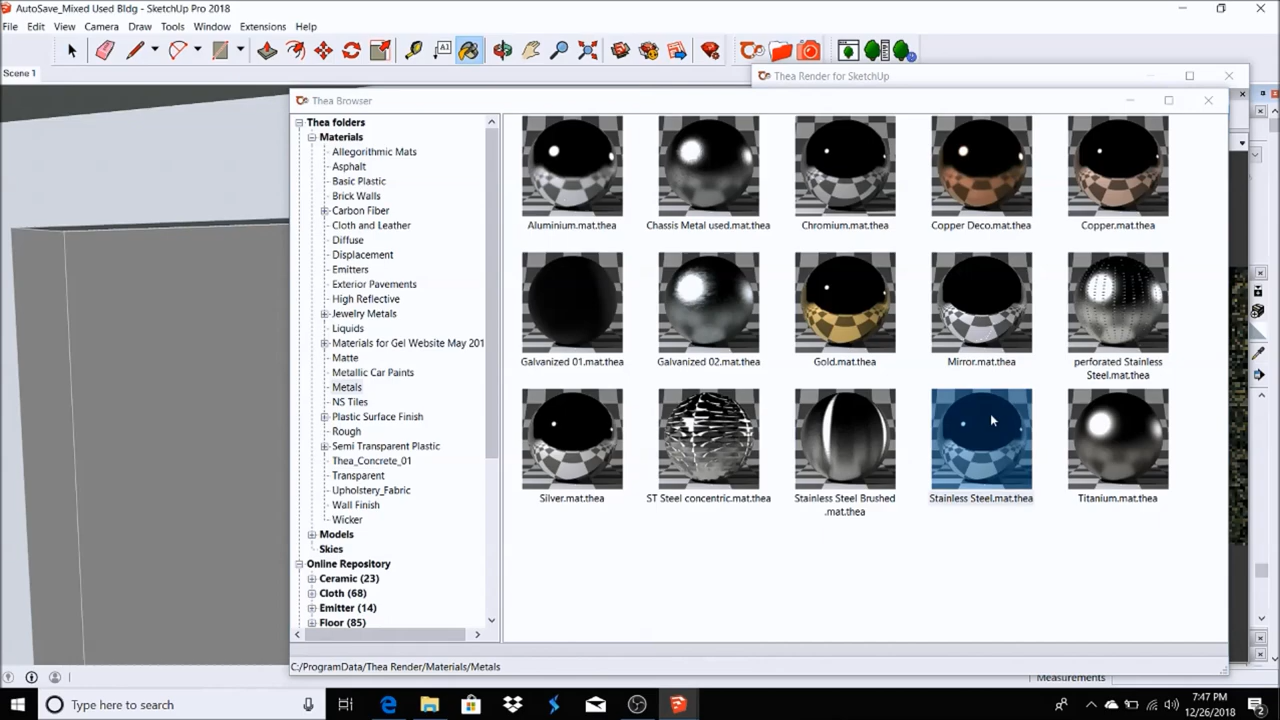 AutoSave_Mixed Used Bldg - SketchUp Pro 2018
File Edit View Camera Draw Tools Window Extensions Help
A1
Scene 1
Thea Render for SketchUp
Thea Browser
Thea folders
Materials
Allegorithmic Mats
Asphalt
Basic Plastic
Brick Walls
Carbon Fiber
Cloth and Leather
Diffuse
Displacement
Emitters
Exterior Pavements
High Reflective
Jewelry Metals
Liquids
Materials for Gel Website May 201
Matte
Metallic Car Paints
Metals
NS Tiles
Plastic Surface Finish
Rough
Semi Transparent Plastic
Thea_Concrete_01
Transparent
Upholstery_Fabric
Wall Finish
Wicker
Models
Skies
Online Repository
Ceramic (23)
Cloth (68)
Emitter (14)
Floor (85)
Aluminium.mat.thea
Chassis Metal used.mat.thea
Chromium.mat.thea
Copper Deco.mat.thea
Copper.mat.thea
Galvanized 01.mat.thea
Galvanized 02.mat.thea
Gold.mat.thea
Mirror.mat.thea
perforated Stainless
Steel.mat.thea
Silver.mat.thea
ST Steel concentric.mat.thea
Stainless Steel Brushed
.mat.thea
Stainless Steel.mat.thea
Titanium.mat.thea
C:/ProgramData/Thea Render/Materials/Metals
Measurements
Type here to search
7:47 PM
12/26/2018
2